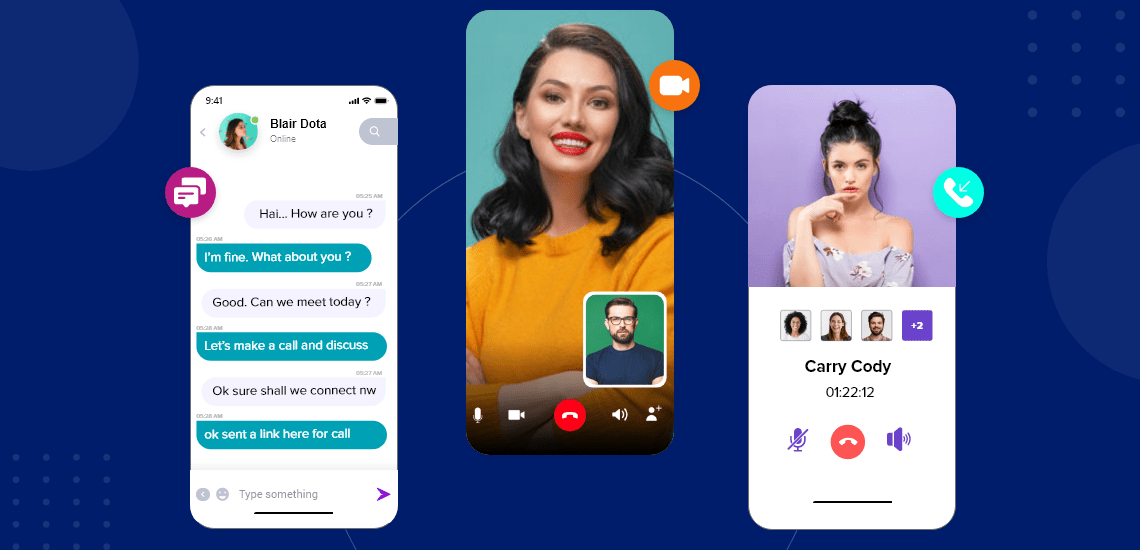 9:41
Blair Dota
Online
05:25 AM
Hai... How are you ?
05:26 AM
I'm fine. What about you ?
05:27 AM
Good. Can we meet today ?
05:28 AM
Let's make a call and discuss
05:27 AM
Ok sure shall we connect nw
05:28 AM
ok sent a link here for call
Type something
+2
Carry Cody
01:22:12